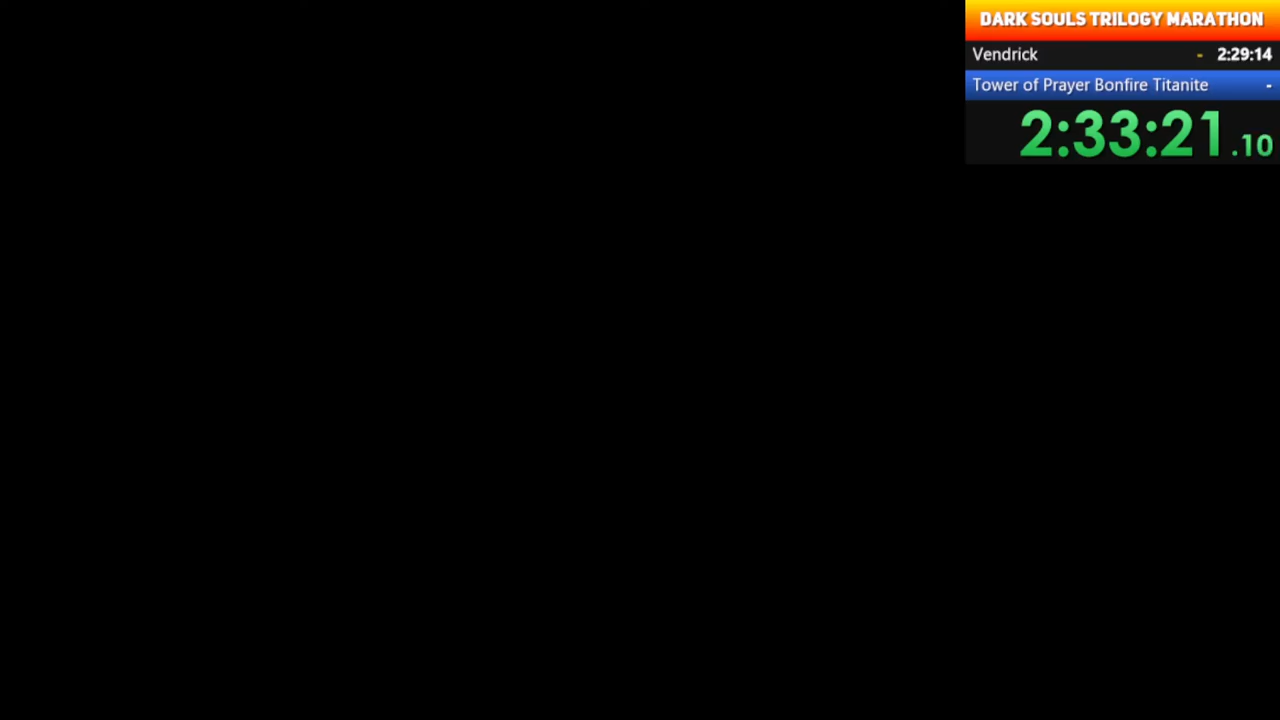 DARK SOULS TRILOGY MARATHON
Vendrick - 2:29:14
Tower of Prayer Bonfire Titanite -
2:33:21.10